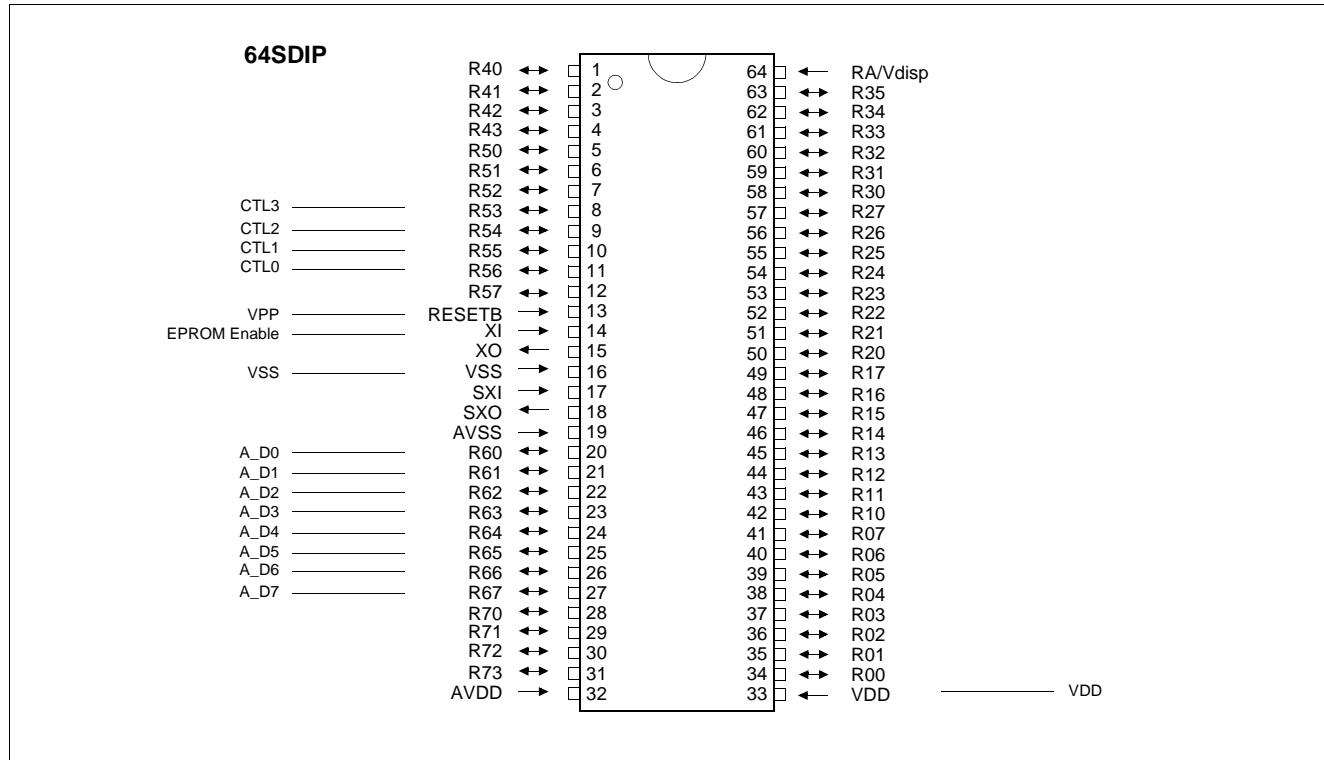 64SDIP
R40 1 64 RA/Vdisp
R41 2 63 R35
R42 3 62 R34
R43 4 61 R33
R50 5 60 R32
R51 6 59 R31
R52 7 58 R30
CTL3 R53 8 57 R27
CTL2 R54 9 56 R26
CTL1 R55 10 55 R25
CTL0 R56 11 54 R24
R57 12 53 R23
VPP RESETB 13 52 R22
EPROM Enable XI 14 51 R21
XO 15 50 R20
VSS VSS 16 49 R17
SXI 17 48 R16
SXO 18 47 R15
AVSS 19 46 R14
A_D0 R60 20 45 R13
A_D1 R61 21 44 R12
A_D2 R62 22 43 R11
A_D3 R63 23 42 R10
A_D4 R64 24 41 R07
A_D5 R65 25 40 R06
A_D6 R66 26 39 R05
A_D7 R67 27 38 R04
R70 28 37 R03
R71 29 36 R02
R72 30 35 R01
R73 31 34 R00
AVDD 32 33 VDD VDD